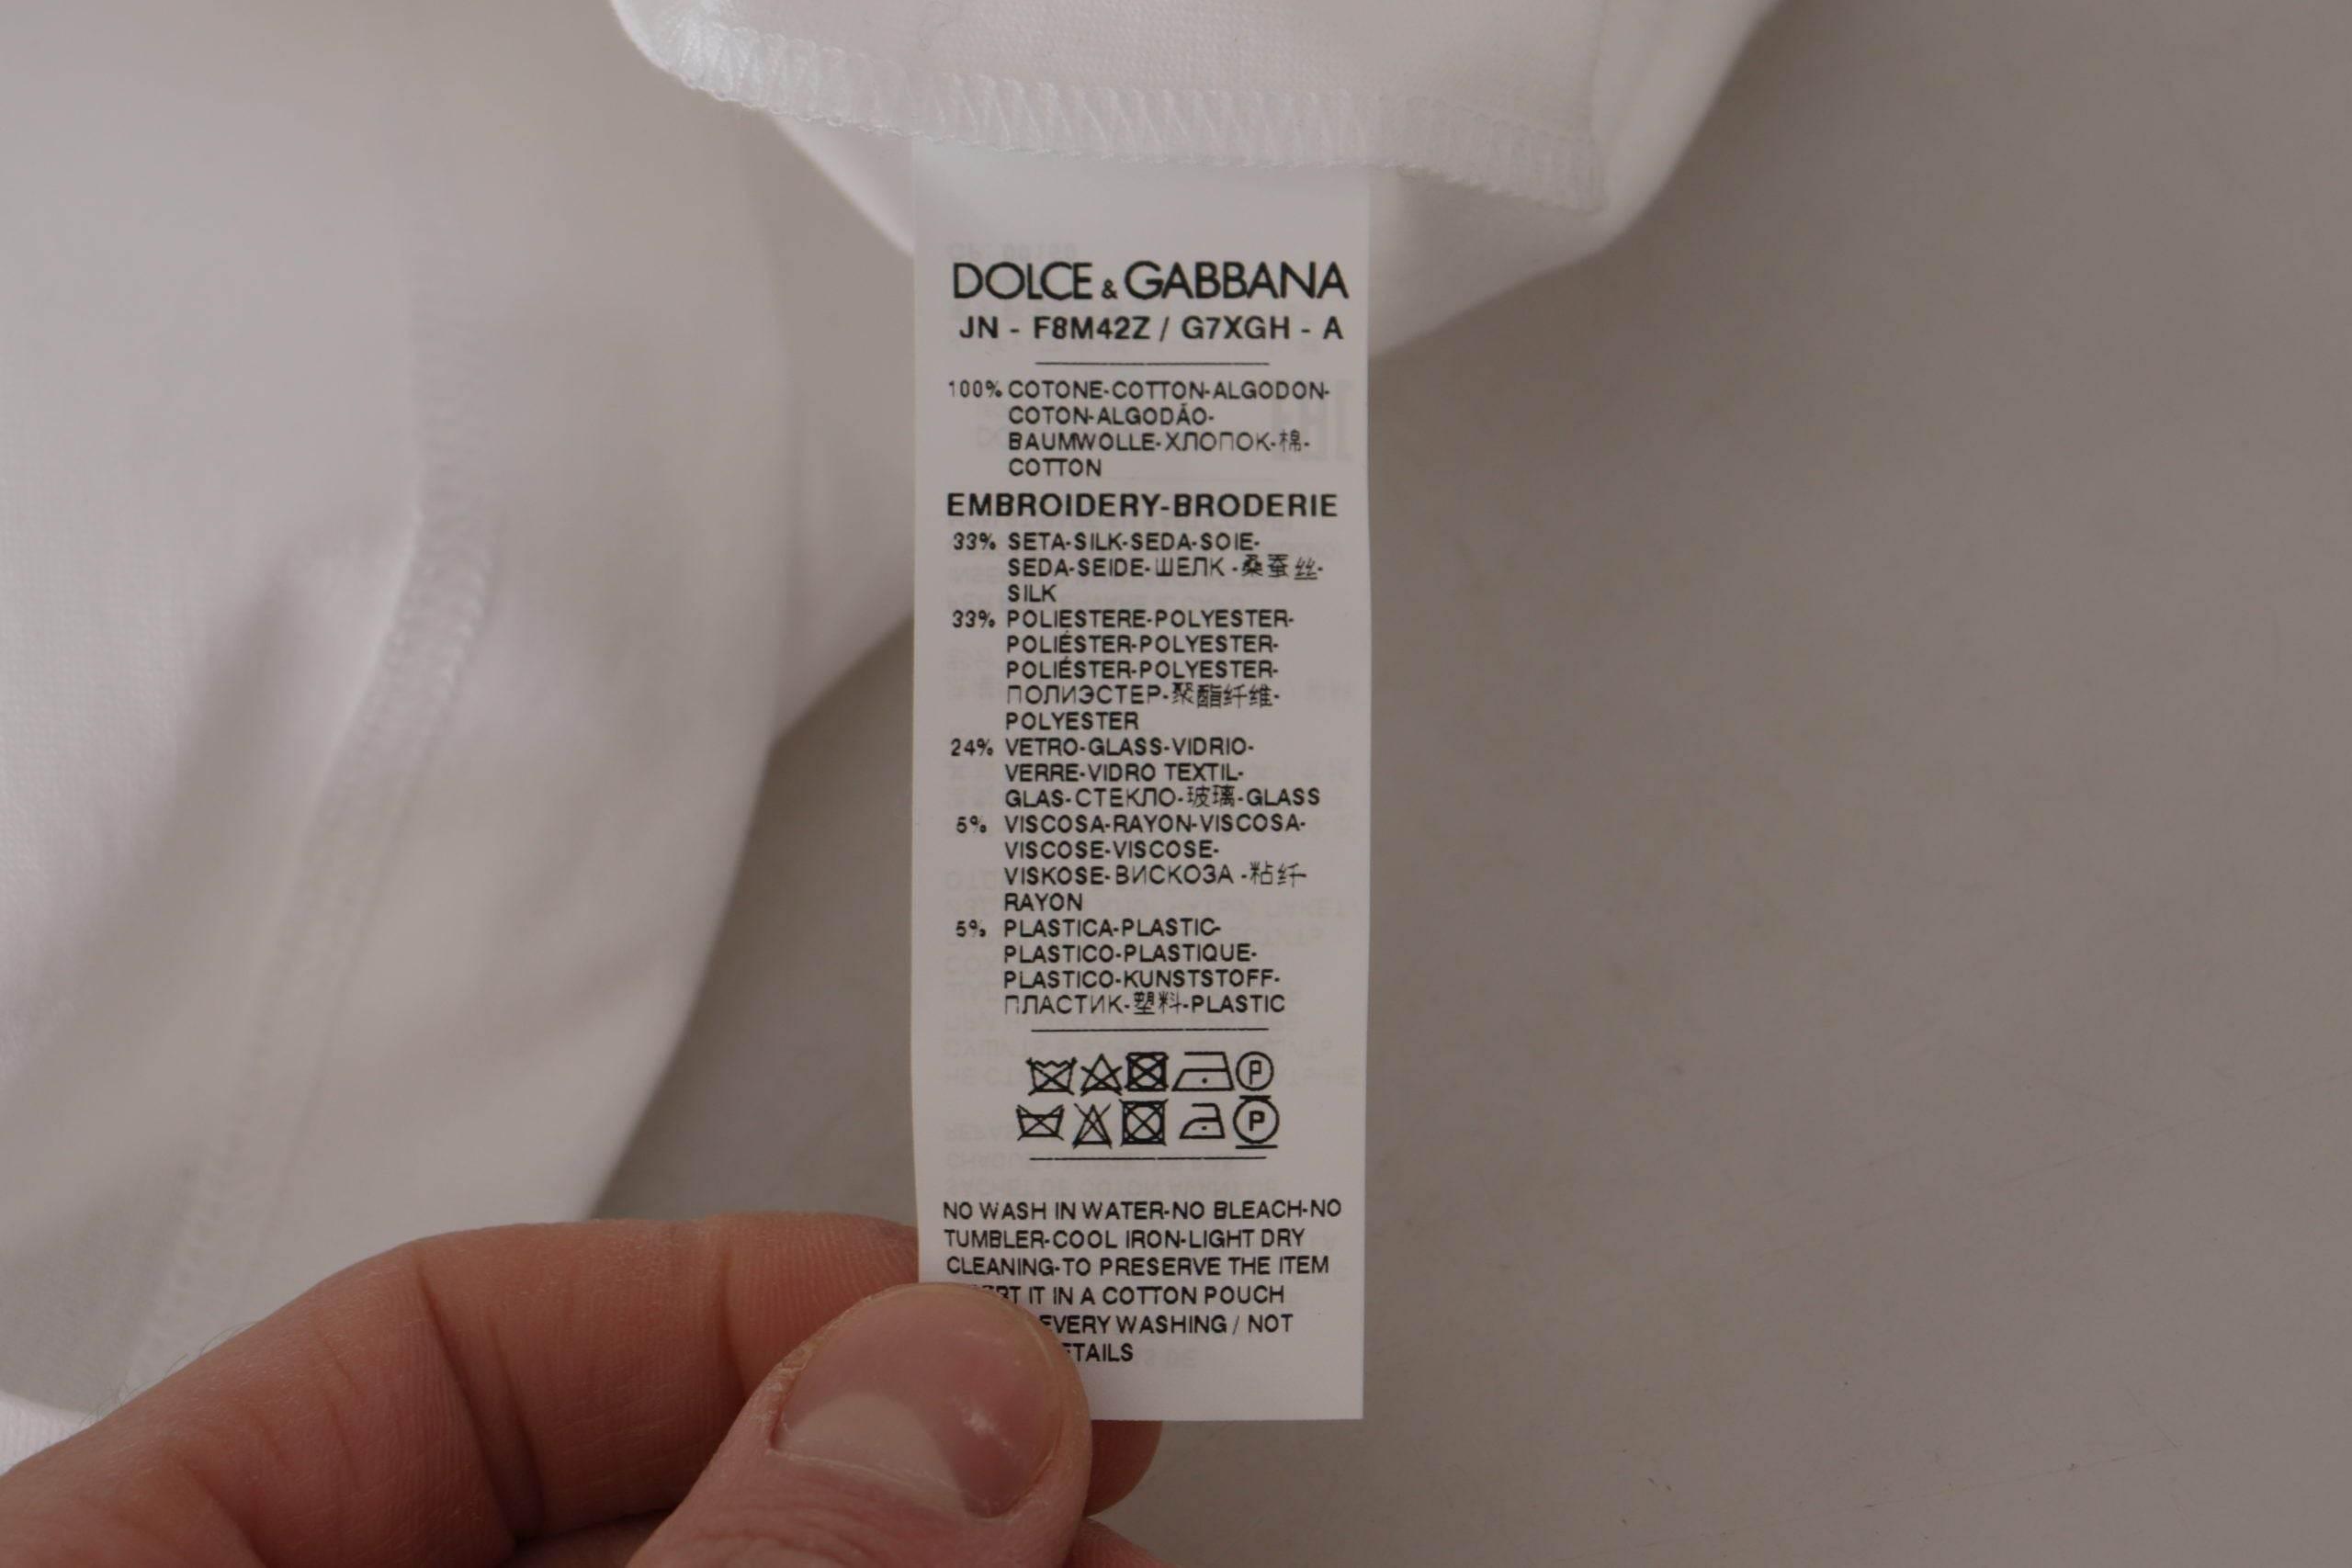 DOLCE & GABBANA
JN - F8M42Z / G7XGH - A
100% COTONE-COTTON-ALGODON-
COTON-ALGODÃO-
BAUMWOLLE-ХЛОПОК-棉-
COTTON
EMBROIDERY-BRODERIE
33% SETA-SILK-SEDA-SOIE-
SEDA-SEIDE-ШЕЛК -桑蚕丝-
SILK
33% POLIESTERE-POLYESTER-
POLIÉSTER-POLYESTER-
POLIÉSTER-POLYESTER-
ПОЛИЭСТЕР-聚酯纤维-
POLYESTER
24% VETRO-GLASS-VIDRIO-
VERRE-VIDRO TEXTIL-
GLAS-СТЕКЛО-玻璃-GLASS
5% VISCOSA-RAYON-VISCOSA-
VISCOSE-VISCOSE-
VISKOSE-ВИСКОЗА -粘纤-
RAYON
5% PLASTICA-PLASTIC-
PLASTICO-PLASTIQUE-
PLASTICO-KUNSTSTOFF-
ПЛАСТИК-塑料-PLASTIC
P
P
NO WASH IN WATER-NO BLEACH-NO
TUMBLER-COOL IRON-LIGHT DRY
CLEANING-TO PRESERVE THE ITEM
IT IN A COTTON POUCH
EVERY WASHING / NOT